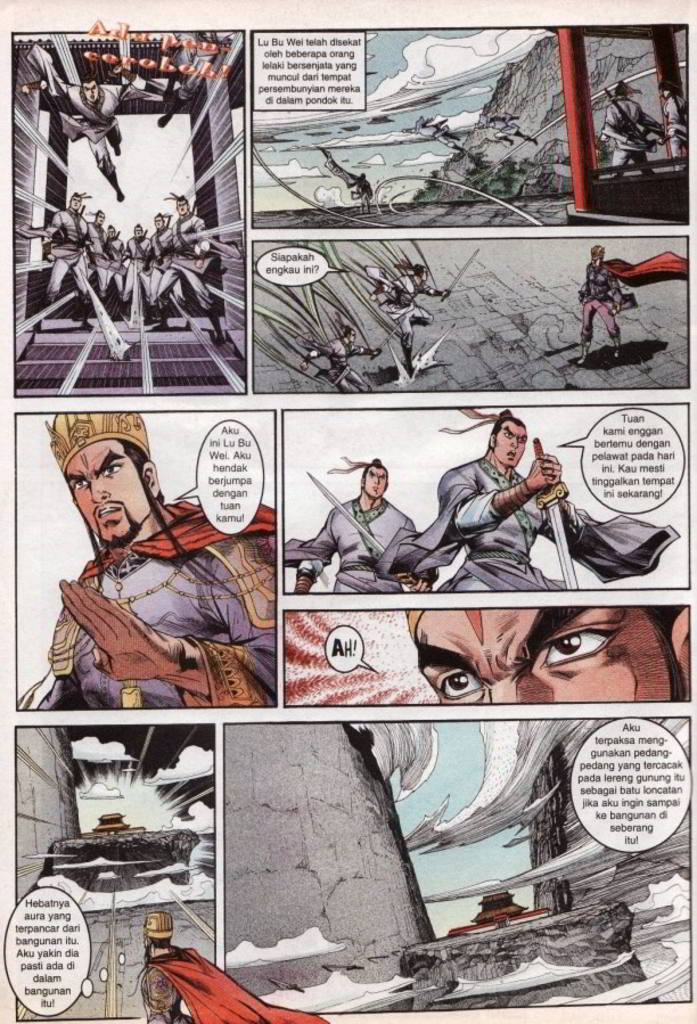 Ada penceroboh!
Lu Bu Wei telah disekat
oleh beberapa orang
lelaki bersenjata yang
muncul dari tempat
persembunyian mereka
di dalam pondok itu.
Siapakah
engkau ini?
Aku
ini Lu Bu
Wei. Aku
hendak
berjumpa
dengan
tuan
kamu!
Tuan
kami enggan
bertemu dengan
pelawat pada hari
ini. Kau mesti
tinggalkan tempat
ini sekarang!
AH!
Hebatnya
aura yang
terpancar dari
bangunan itu.
Aku yakin dia
pasti ada di
dalam
bangunan
itu!
Aku
terpaksa meng-
gunakan pedang-
pedang yang tercacak
pada lereng gunung itu
sebagai batu loncatan
jika aku ingin sampai
ke bangunan di
seberang
itu!